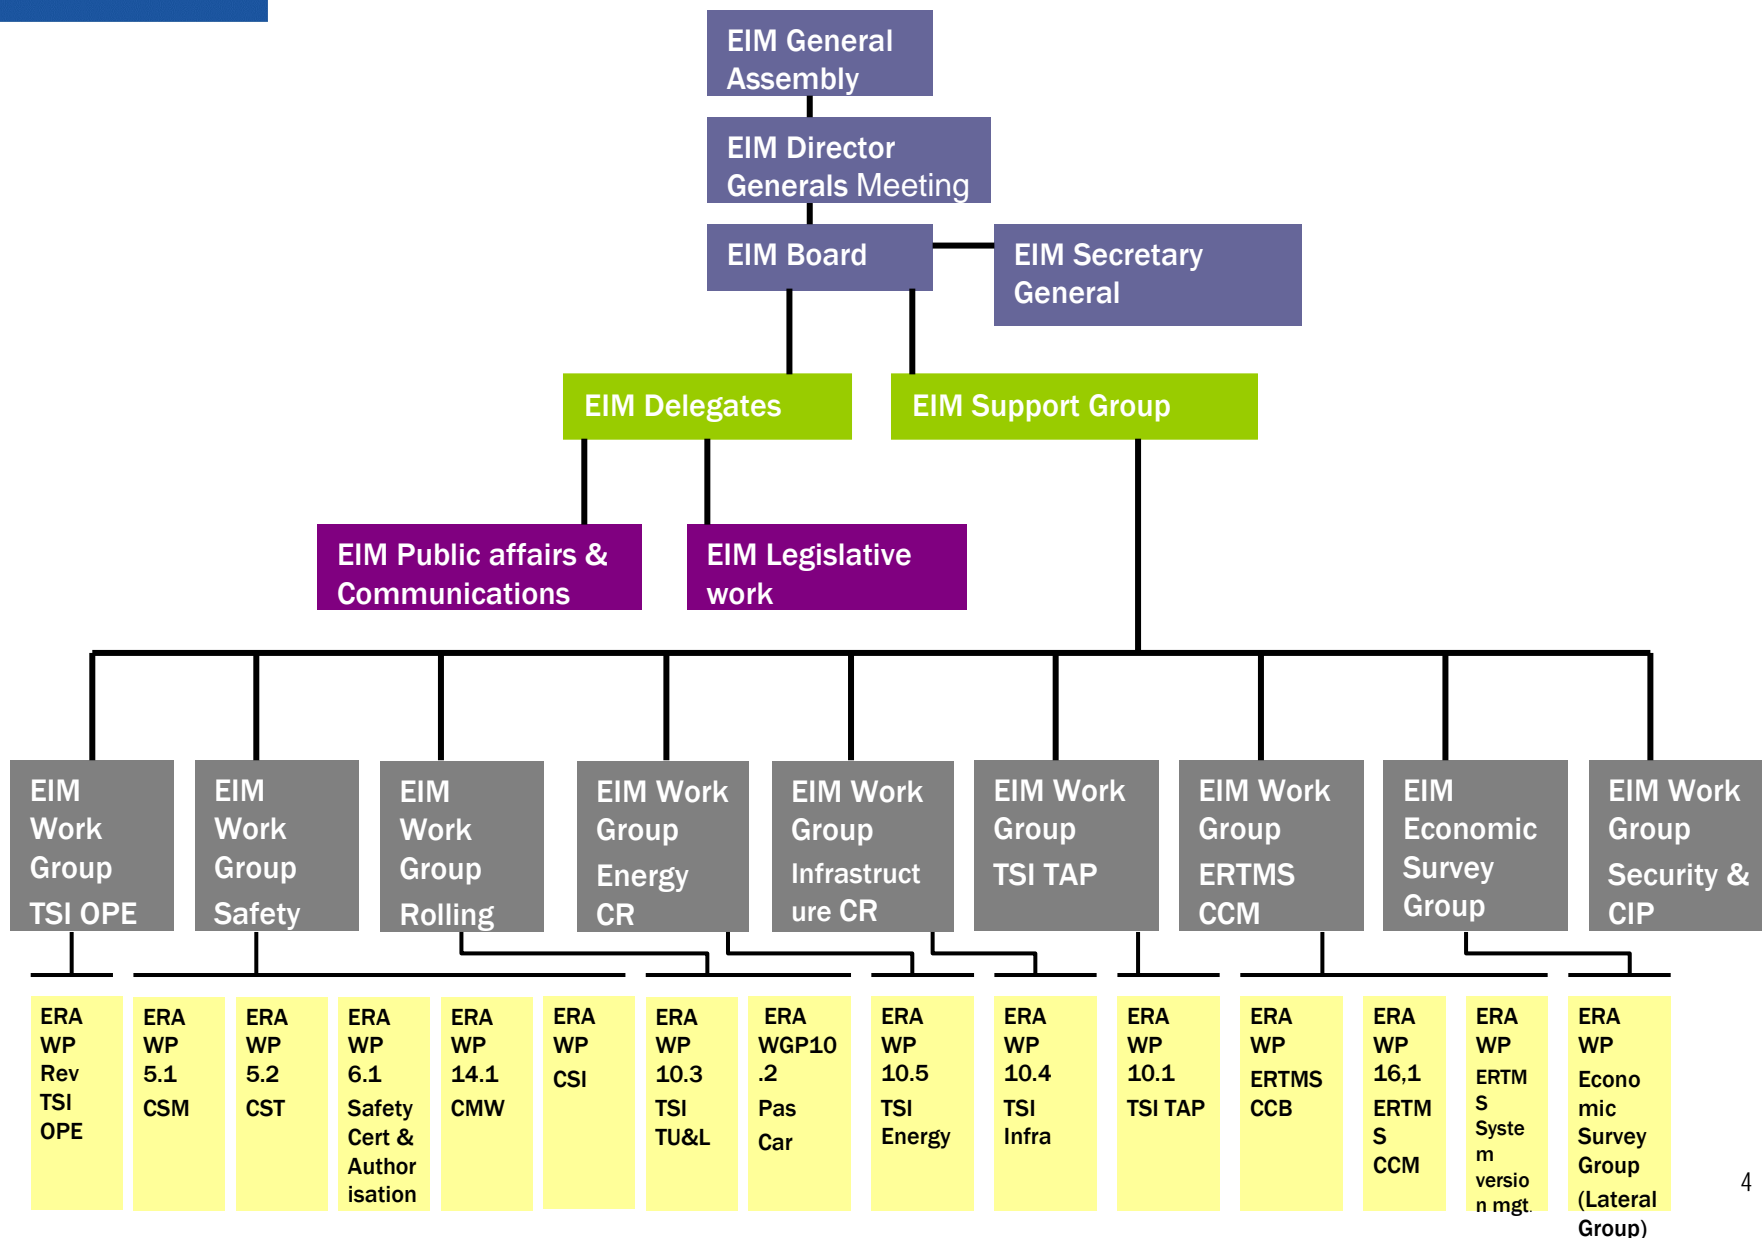 EIM General
Assembly
EIM Director
Generals Meeting
EIM Board
EIM Secretary
General
EIM Delegates
EIM Support Group
EIM Public affairs &
Communications
EIM Legislative
work
EIM
Work
Group
TSI OPE
EIM
Work
Group
Safety
EIM
Work
Group
Rolling
EIM Work
Group
Energy
CR
EIM Work
Group
Infrastruct
ure CR
EIM Work
Group
TSI TAP
EIM Work
Group
ERTMS
CCM
EIM
Economic
Survey
Group
EIM Work
Group
Security &
CIP
ERA
WP
Rev
TSI
OPE
ERA
WP
5.1
CSM
ERA
WP
5.2
CST
ERA
WP
6.1
Safety
Cert &
Author
isation
ERA
WP
14.1
CMW
ERA
WP
CSI
ERA
WP
10.3
TSI
TU&L
ERA
WGP10
.2
Pas
Car
ERA
WP
10.5
TSI
Energy
ERA
WP
10.4
TSI
Infra
ERA
WP
10.1
TSI TAP
ERA
WP
ERTMS
CCB
ERA
WP
16,1
ERTM
S
CCM
ERA
WP
ERTM
S
Syste
m
versio
n mgt.
ERA
WP
Econo
mic
Survey
Group
(Lateral
Group)
4